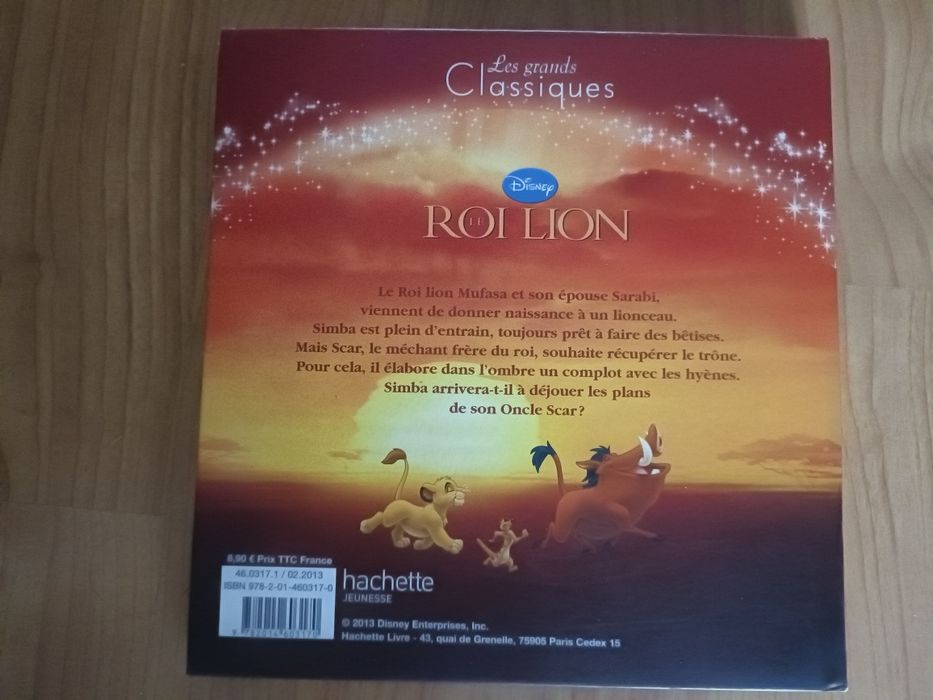 Les grands
Classiques
Disney
LE
ROI LION
Le Roi lion Mufasa et son épouse Sarabi,
viennent de donner naissance à un lionceau.
Simba est plein d'entrain, toujours prêt à faire des bêtises.
Mais Scar, le méchant frère du roi, souhaite récupérer le trône.
Pour cela, il élabore dans l'ombre un complot avec les hyènes.
Simba arrivera-t-il à déjouer les plans
de son Oncle Scar ?
8,90 € Prix TTC France
46.0317.1 / 02.2013
ISBN 978-2-01-460317-0
9 782014 603170
hachette
JEUNESSE
© 2013 Disney Enterprises, Inc.
Hachette Livre - 43, quai de Grenelle, 75905 Paris Cedex 15